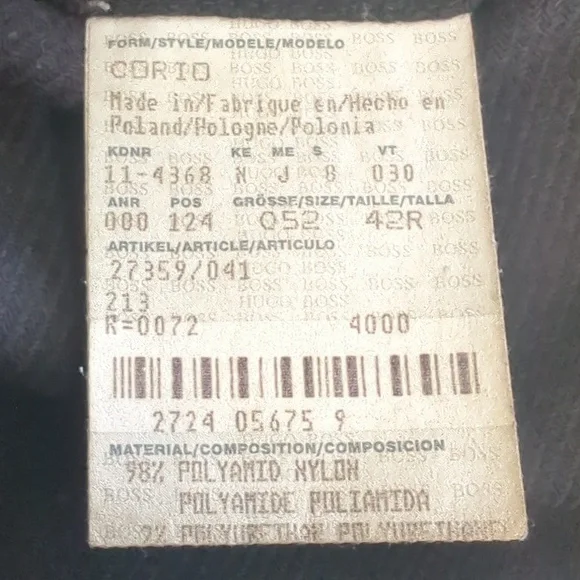 FORM/STYLE/MODELE/MODELO
CORIO
Made in/Fabrique en/Hecho en
Poland/Pologne/Polonia
KDNR KE ME S VT
11-4368 N J 8 030
ANR POS GRÖSSE/SIZE/TAILLE/TALLA
000 124 052 42R
ARTIKEL/ARTICLE/ARTICULO
27359/041
213
R=0072 4000
2724 05675 9
MATERIAL/COMPOSITION/COMPOSICION
98% POLYAMID NYLON
POLYAMIDE POLIAMIDA
POLYURETHAN